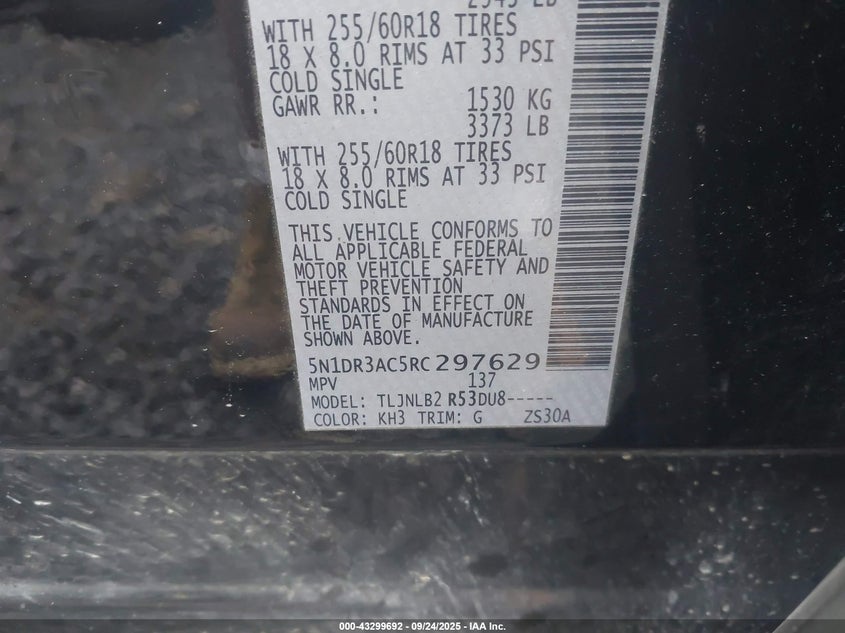 2545 LB
WITH 255/60R18 TIRES
18 X 8.0 RIMS AT 33 PSI
COLD SINGLE
GAWR RR.: 1530 KG
3373 LB
WITH 255/60R18 TIRES
18 X 8.0 RIMS AT 33 PSI
COLD SINGLE
THIS VEHICLE CONFORMS TO
ALL APPLICABLE FEDERAL
MOTOR VEHICLE SAFETY AND
THEFT PREVENTION
STANDARDS IN EFFECT ON
THE DATE OF MANUFACTURE
SHOWN ABOVE.
5N1DR3AC5RC297629
MPV 137
MODEL: TLJNLB2 R53DU8-----
COLOR: KH3 TRIM: G ZS30A
000-43299692 - 09/24/2025 - IAA Inc.